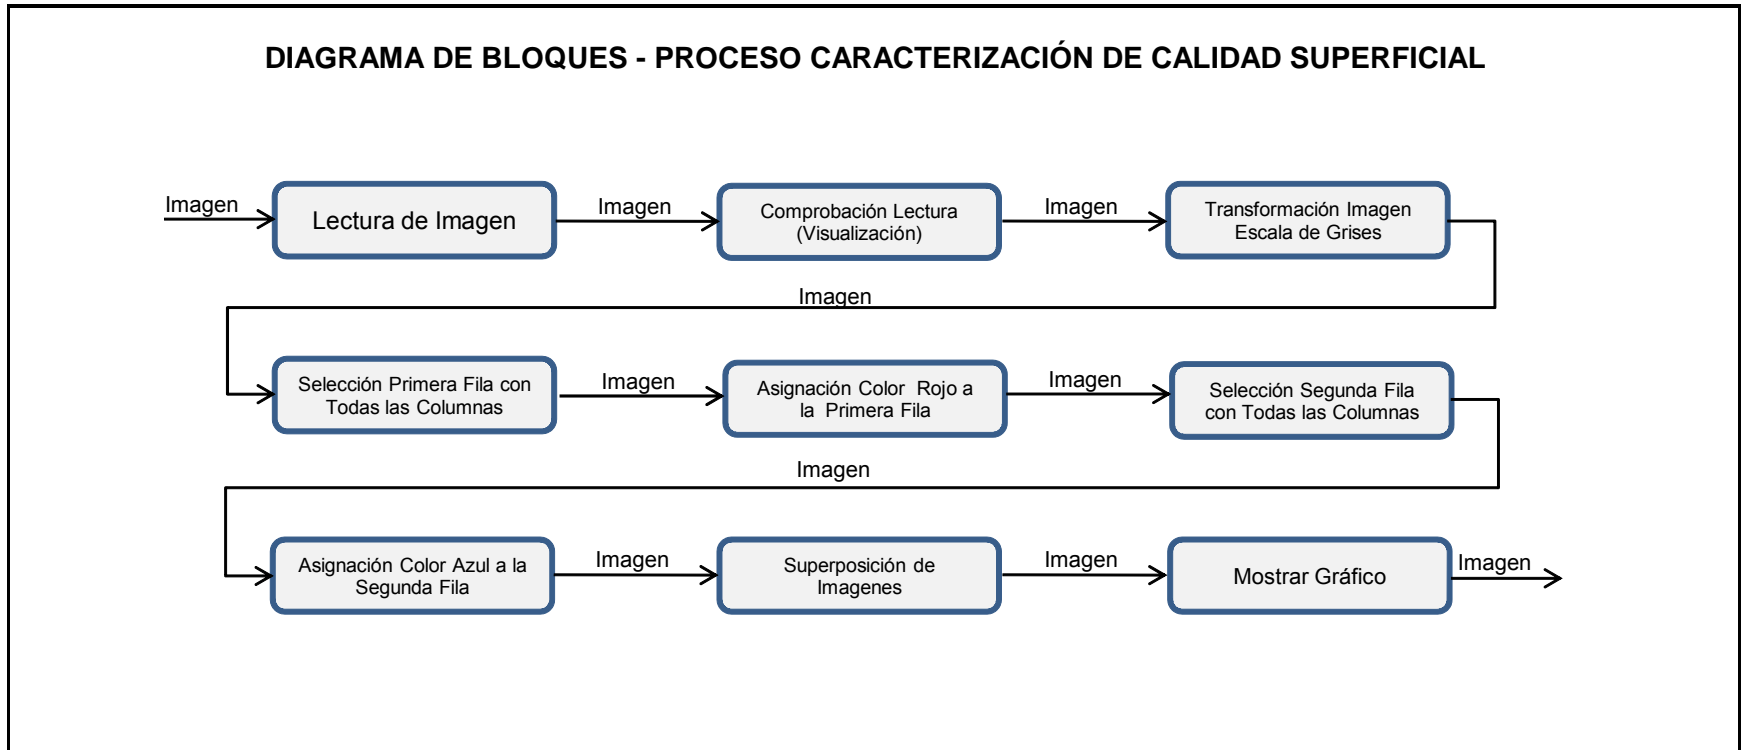 DIAGRAMA DE BLOQUES - PROCESO CARACTERIZACIÓN DE CALIDAD SUPERFICIAL
Imagen
Lectura de Imagen
Imagen
Comprobación Lectura
(Visualización)
Imagen
Transformación Imagen
Escala de Grises
Imagen
Selección Primera Fila con
Todas las Columnas
Imagen
Asignación Color Rojo a
la Primera Fila
Imagen
Selección Segunda Fila
con Todas las Columnas
Imagen
Asignación Color Azul a la
Segunda Fila
Imagen
Superposición de
Imagenes
Imagen
Mostrar Gráfico
Imagen